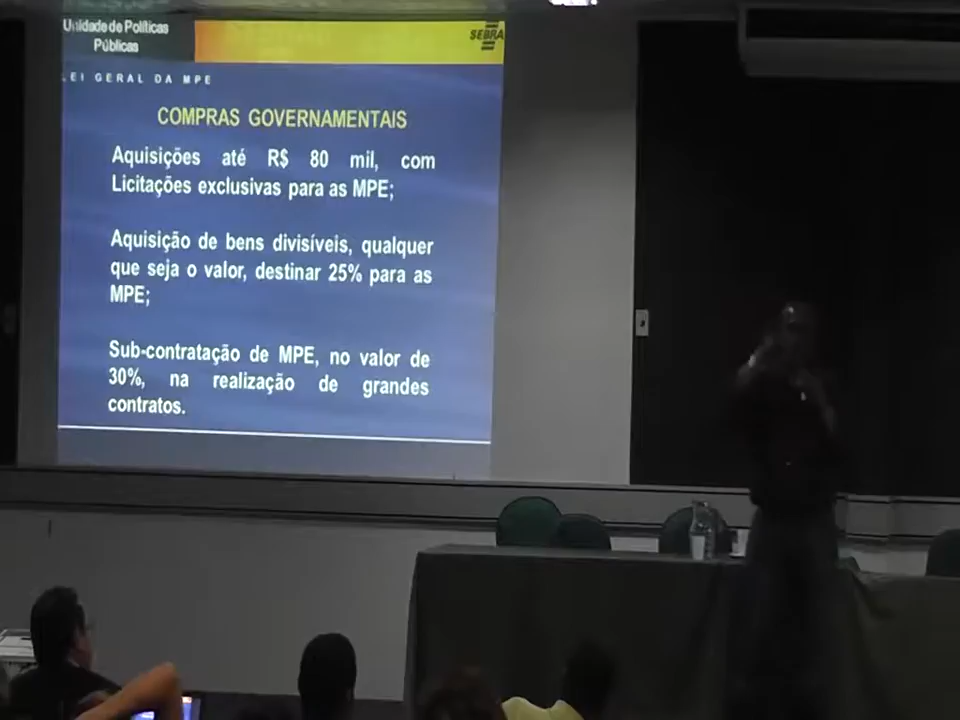 Unidade de Políticas
Públicas
SEBRA
LEI GERAL DA MPE
COMPRAS GOVERNAMENTAIS
Aquisições até R$ 80 mil, com
Licitações exclusivas para as MPE;
Aquisição de bens divisíveis, qualquer
que seja o valor, destinar 25% para as
MPE;
Sub-contratação de MPE, no valor de
30%, na realização de grandes
contratos.